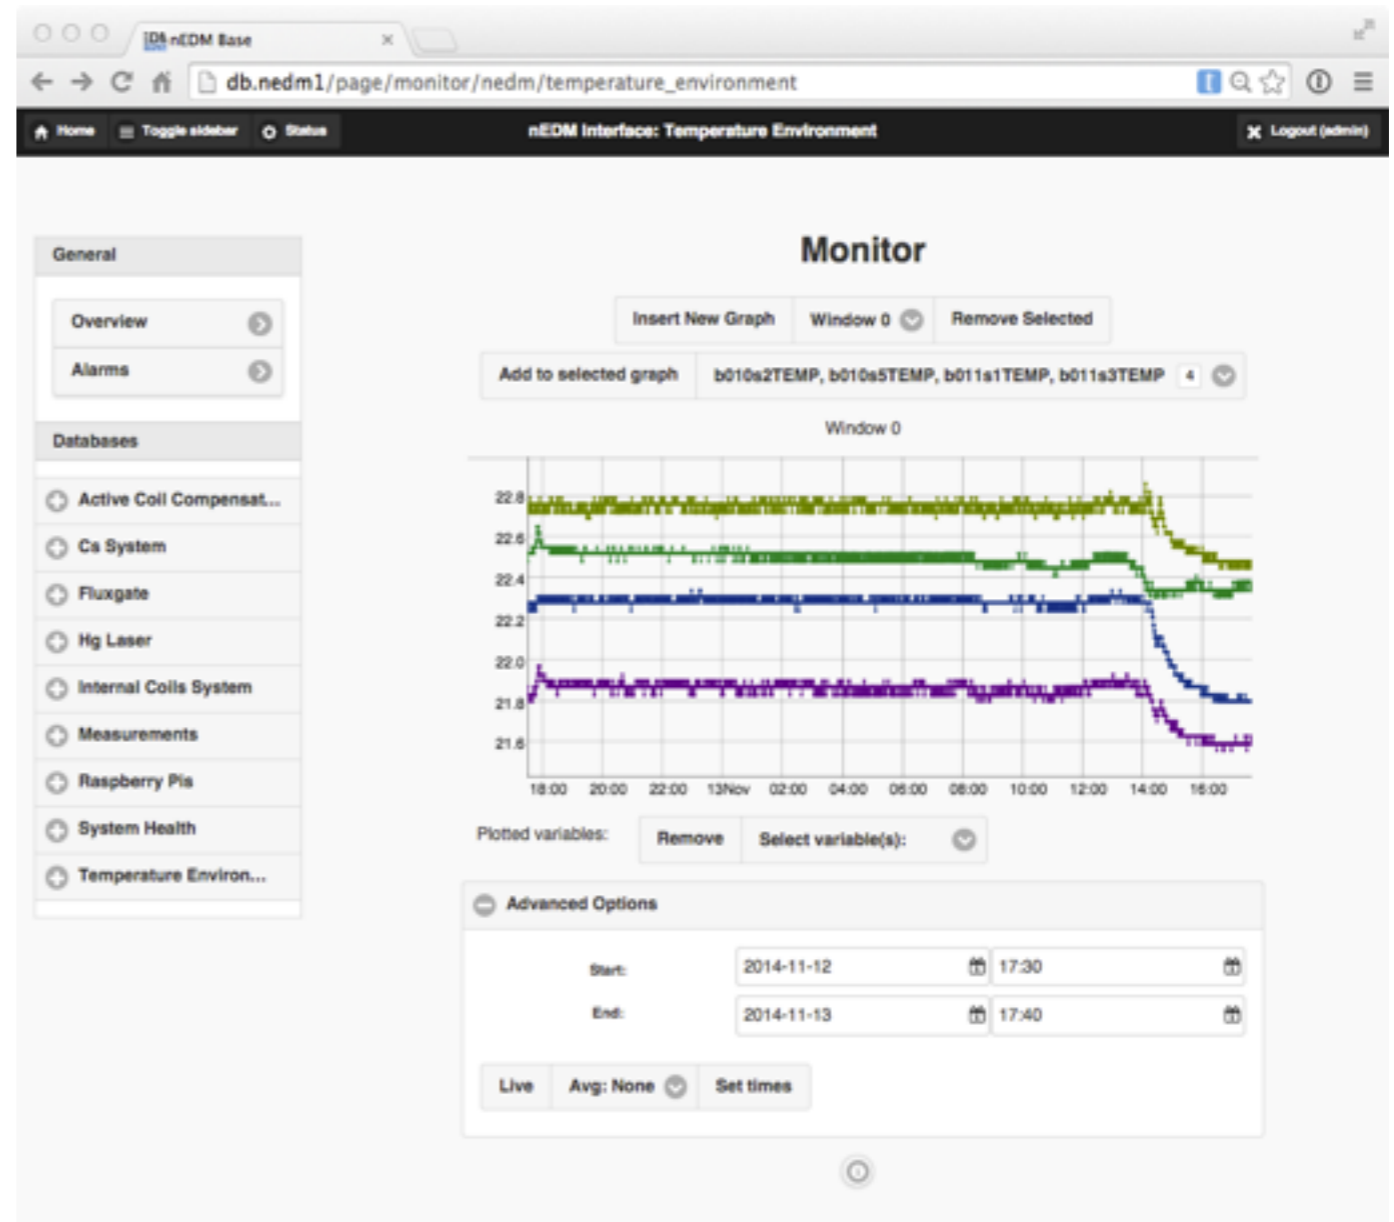 nEDM Base
db.nedm1/page/monitor/nedm/temperature_environment
Home Toggle sidebar Status nEDM Interface: Temperature Environment Logout (admin)
General
Overview
Alarms
Databases
Active Coil Compensat...
Cs System
Fluxgate
Hg Laser
Internal Coils System
Measurements
Raspberry Pis
System Health
Temperature Environ...
Monitor
Insert New Graph Window 0 Remove Selected
Add to selected graph b010s2TEMP, b010s5TEMP, b011s1TEMP, b011s3TEMP 4
Window 0
22.8
22.6
22.4
22.2
22.0
21.8
21.6
18:00 20:00 22:00 13Nov 02:00 04:00 06:00 08:00 10:00 12:00 14:00 16:00
Plotted variables: Remove Select variable(s):
Advanced Options
Start: 2014-11-12 17:30
End: 2014-11-13 17:40
Live Avg: None Set times